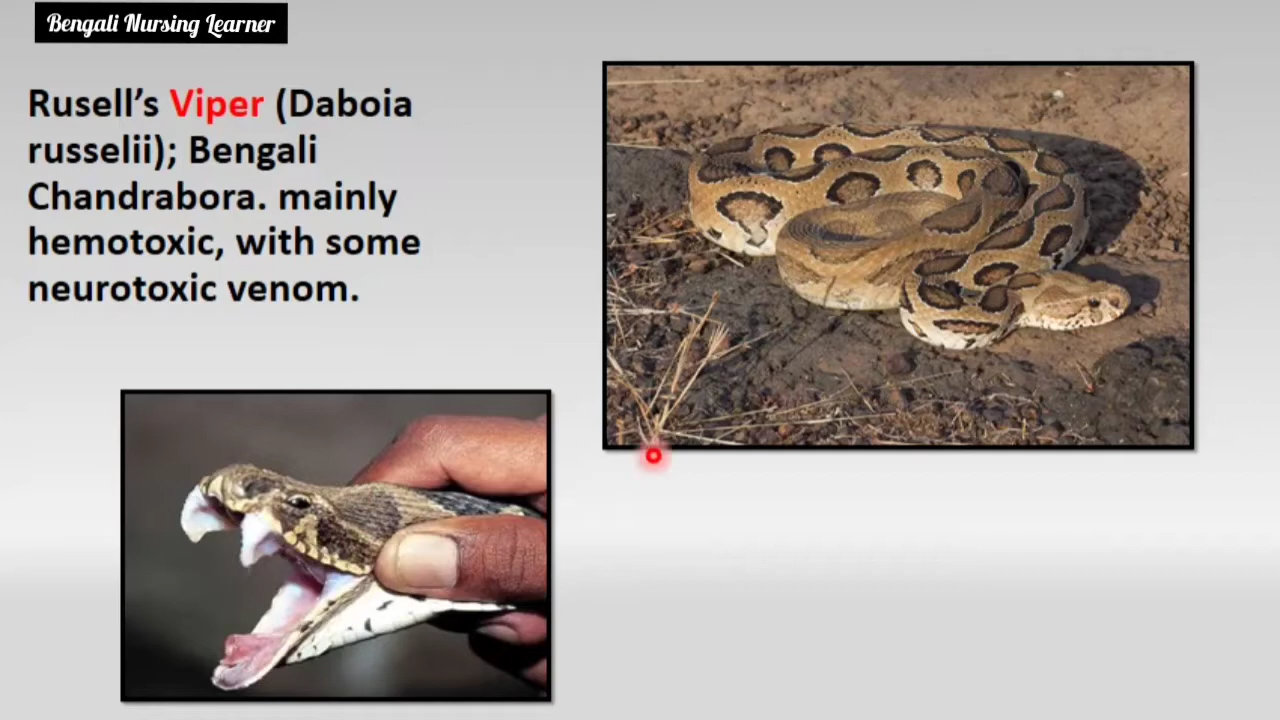 Bengali Nursing Learner
Rusell’s Viper (Daboia
russelii); Bengali
Chandrabora. mainly
hemotoxic, with some
neurotoxic venom.